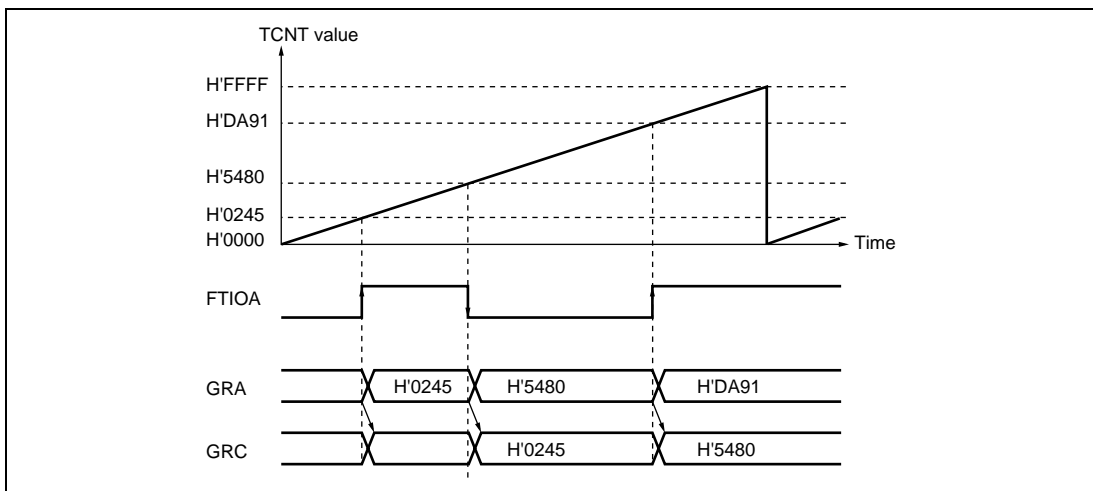 TCNT value
H'FFFF
H'DA91
H'5480
H'0245
H'0000
Time
FTIOA
GRA
H'0245
H'5480
H'DA91
GRC
H'0245
H'5480